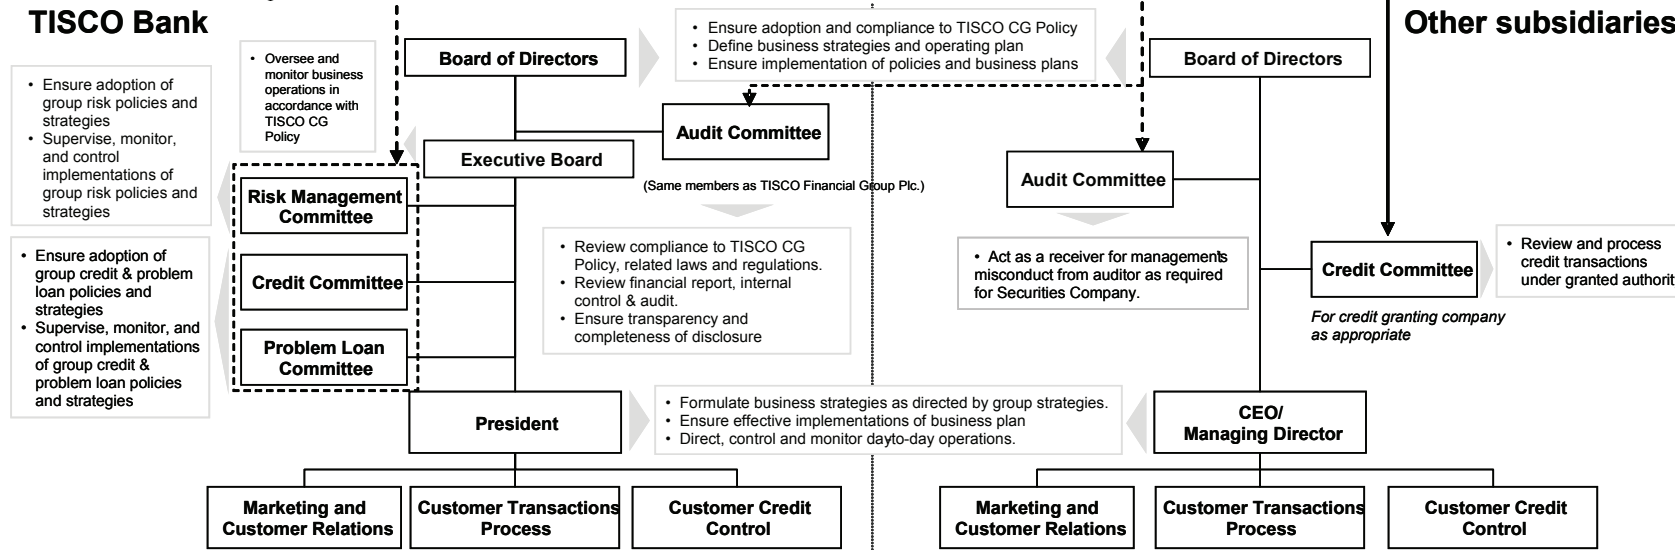 TISCO Bank
Other subsidiaries
• Ensure adoption and compliance to TISCO CG Policy
• Define business strategies and operating plan
• Ensure implementation of policies and business plans
Board of Directors
Board of Directors
• Oversee and
monitor business
operations in
accordance with
TISCO CG
Policy
• Ensure adoption of
group risk policies and
strategies
• Supervise, monitor,
and control
implementations of
group risk policies and
strategies
Audit Committee
(Same members as TISCO Financial Group Plc.)
Executive Board
Audit Committee
Risk Management
Committee
Credit Committee
Problem Loan
Committee
• Ensure adoption of
group credit & problem
loan policies and
strategies
• Supervise, monitor, and
control implementations
of group credit &
problem loan policies
and strategies
• Review compliance to TISCO CG
Policy, related laws and regulations.
• Review financial report, internal
control & audit.
• Ensure transparency and
completeness of disclosure
• Act as a receiver for managements
misconduct from auditor as required
for Securities Company.
Credit Committee
For credit granting company
as appropriate
• Review and process
credit transactions
under granted authorit
President
• Formulate business strategies as directed by group strategies.
• Ensure effective implementations of business plan
• Direct, control and monitor dayto-day operations.
CEO/
Managing Director
Marketing and
Customer Relations
Customer Transactions
Process
Customer Credit
Control
Marketing and
Customer Relations
Customer Transactions
Process
Customer Credit
Control